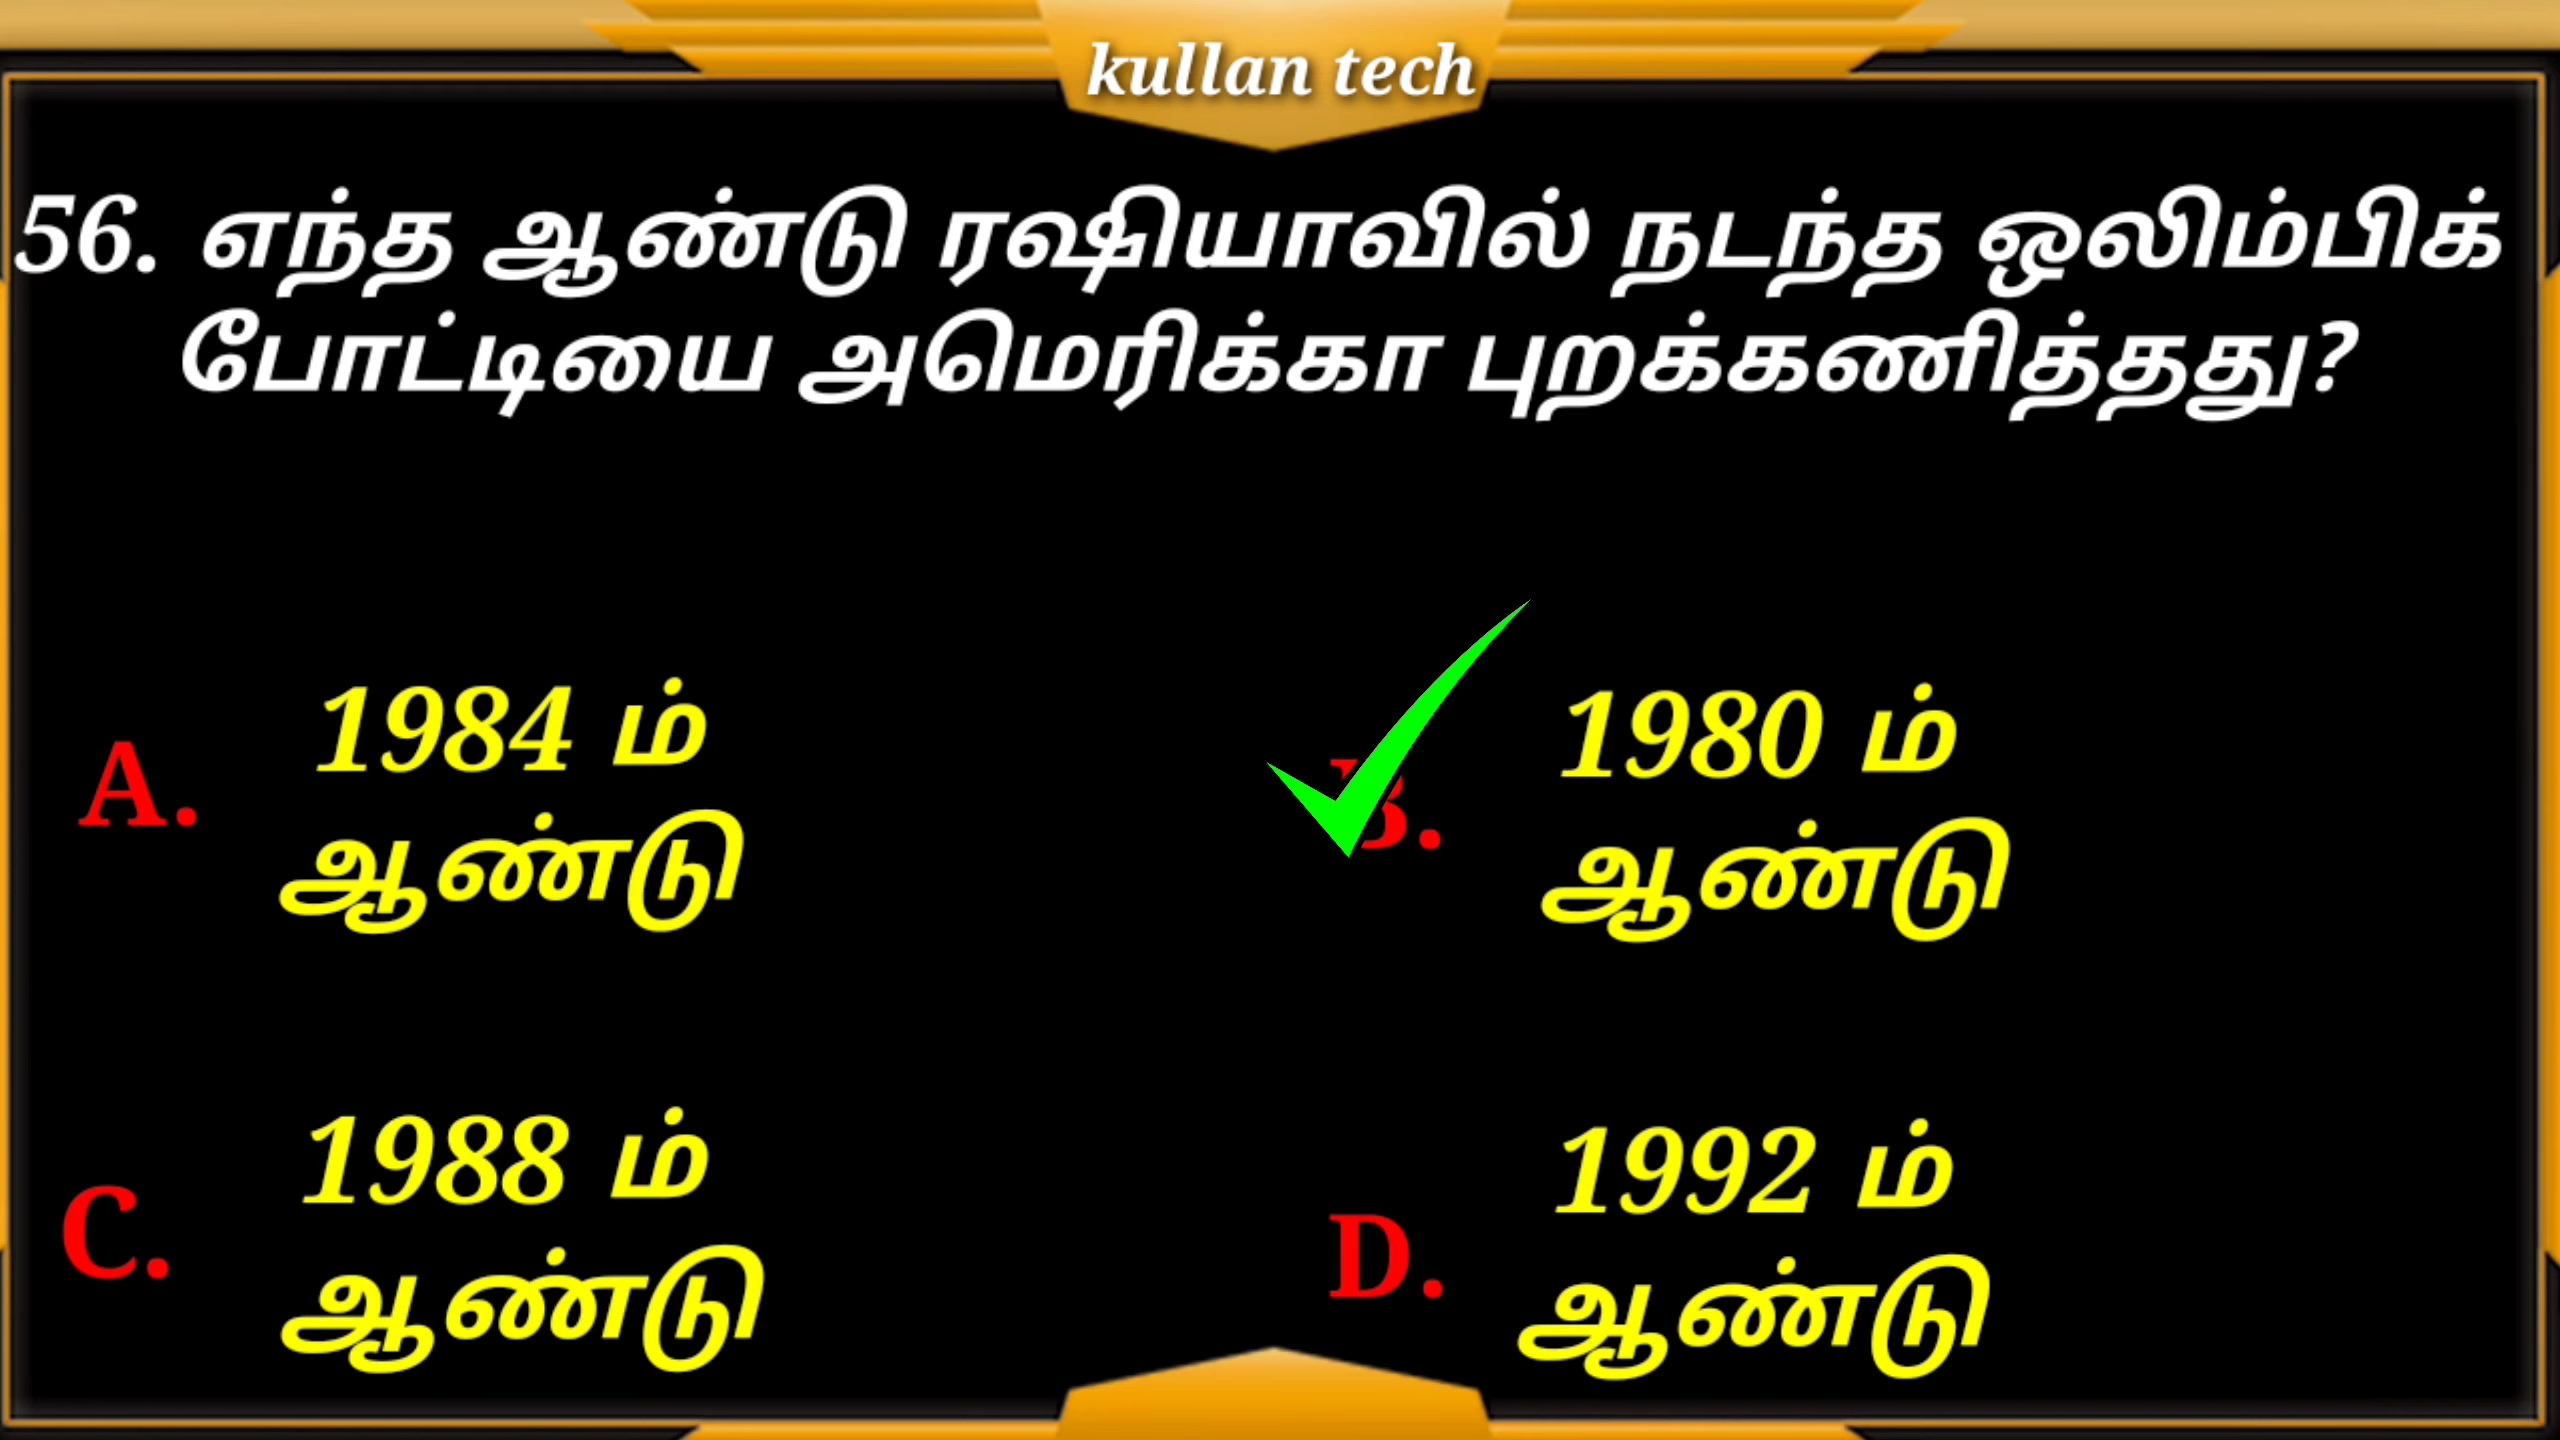 kullan tech
56. எந்த ஆண்டு ரஷியாவில் நடந்த ஒலிம்பிக்
போட்டியை அமெரிக்கா புறக்கணித்தது?
A. 1984 ம்
ஆண்டு
B. 1980 ம்
ஆண்டு
C. 1988 ம்
ஆண்டு
D. 1992 ம்
ஆண்டு